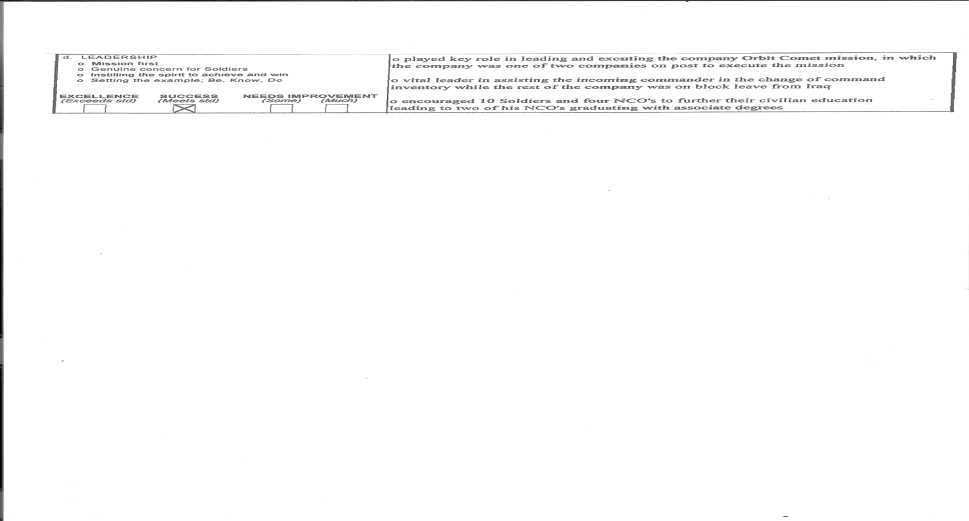 d. LEADERSHIP
o Mission first
o Genuine concern for Soldiers
o Instilling the spirit to achieve and win
o Setting the example; Be, Know, Do
EXCELLENCE SUCCESS NEEDS IMPROVEMENT
(Exceeds std) (Meets std) (Some) (Much)
o played key role in leading and excuting the company Orbit Comet mission, in which
the company was one of two companies on post to execute the mission
o vital leader in assisting the incoming commander in the change of command
inventory while the rest of the company was on block leave from Iraq
o encouraged 10 Soldiers and four NCO's to further their civilian education
leading to two of his NCO's graduating with associate degrees